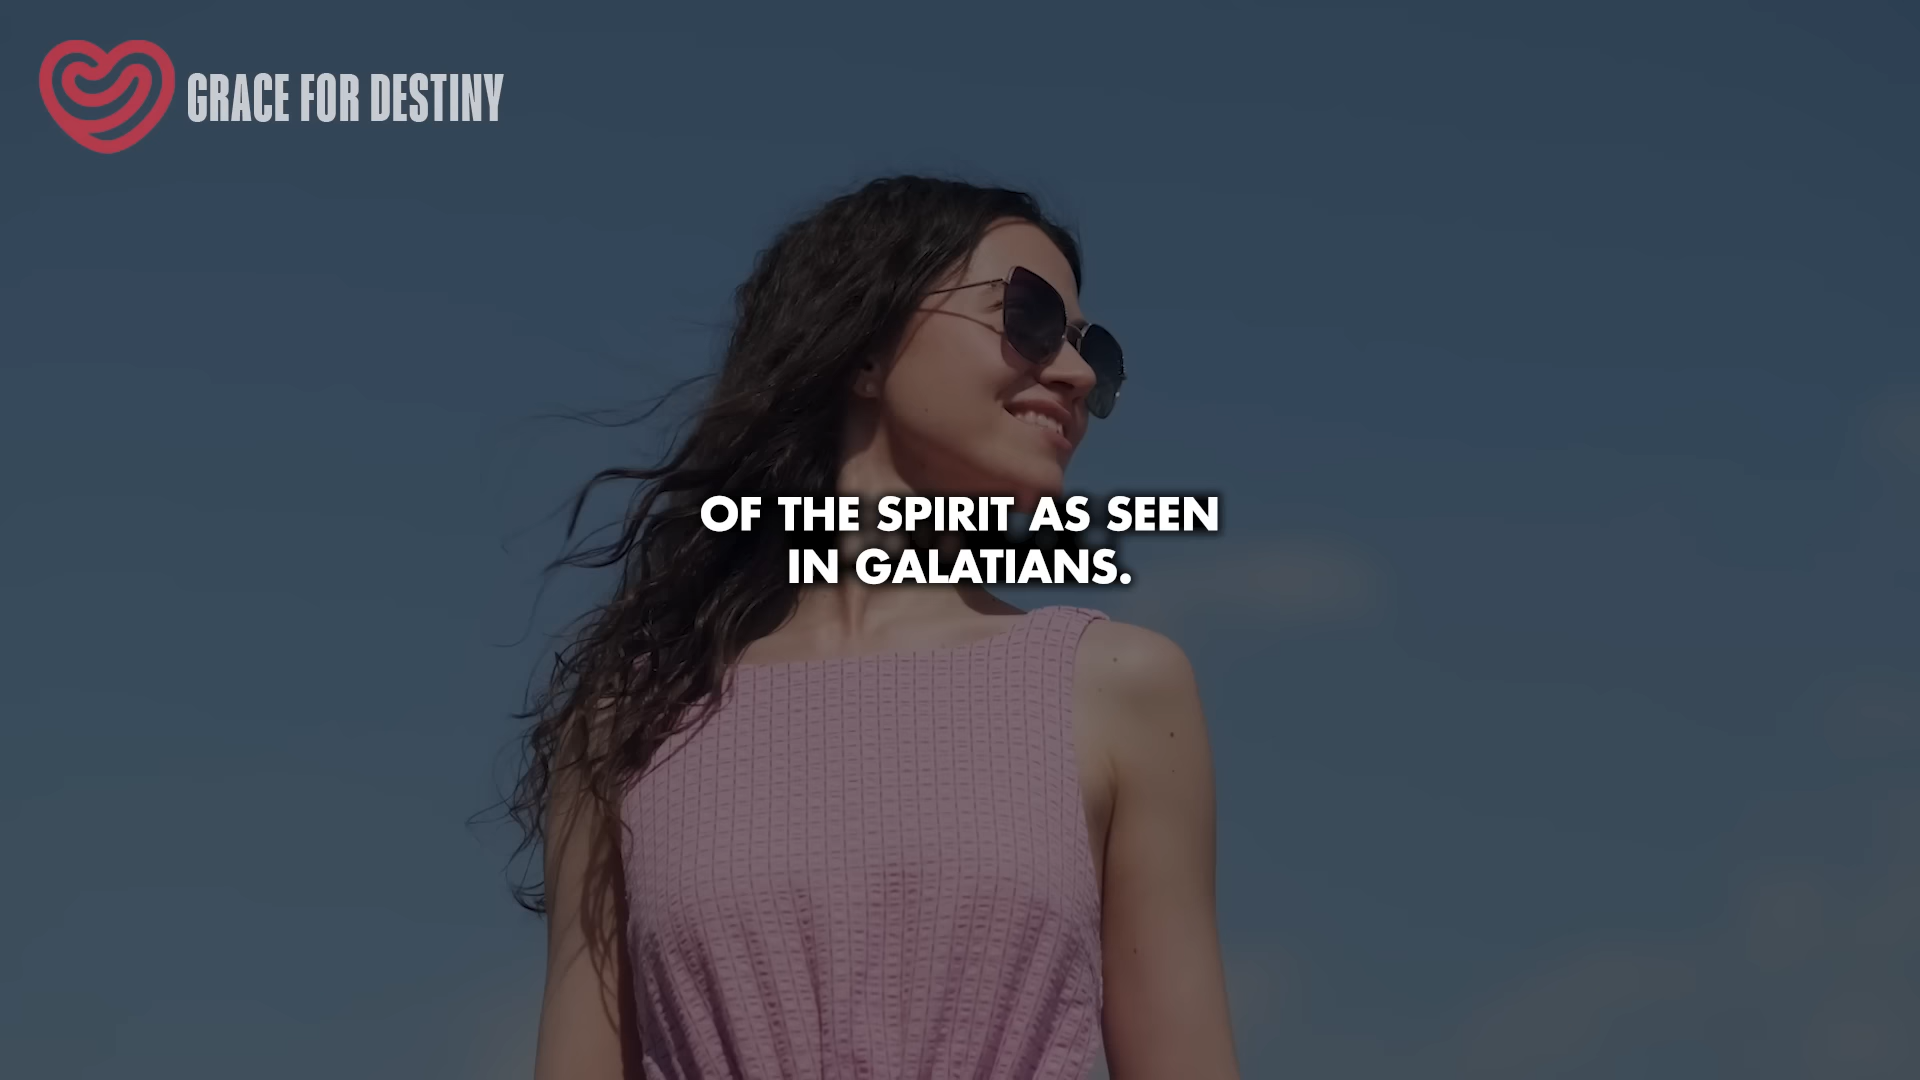 GRACE FOR DESTINY
OF THE SPIRIT AS SEEN
IN GALATIANS.